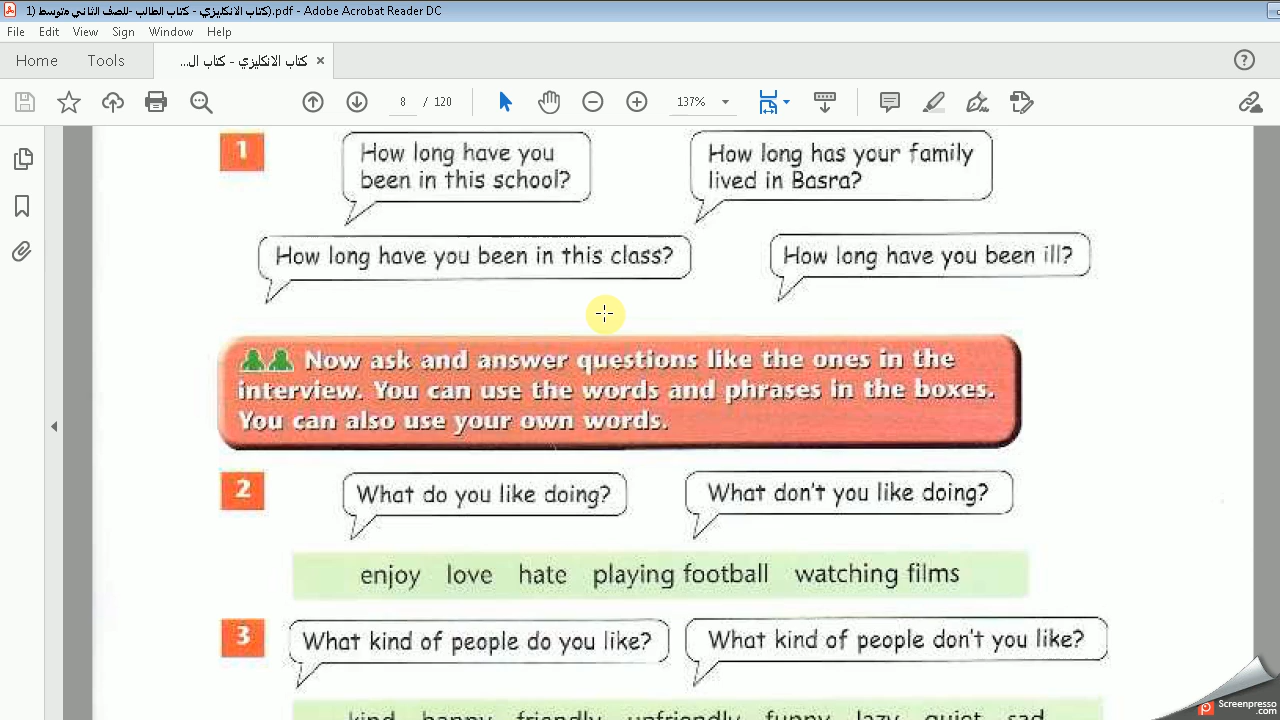 1) كتاب الانكليزي - كتاب الطالب -للصف الثاني متوسط).pdf - Adobe Acrobat Reader DC
File Edit View Sign Window Help
Home Tools كتاب الانكليزي - كتاب ال... ×
8 / 120 137%
1
How long have you
been in this school?
How long has your family
lived in Basra?
How long have you been in this class?
How long have you been ill?
Now ask and answer questions like the ones in the
interview. You can use the words and phrases in the boxes.
You can also use your own words.
2
What do you like doing?
What don't you like doing?
enjoy love hate playing football watching films
3
What kind of people do you like?
What kind of people don't you like?
kind happy friendly unfriendly funny lazy quiet sad
Screenpresso
.com